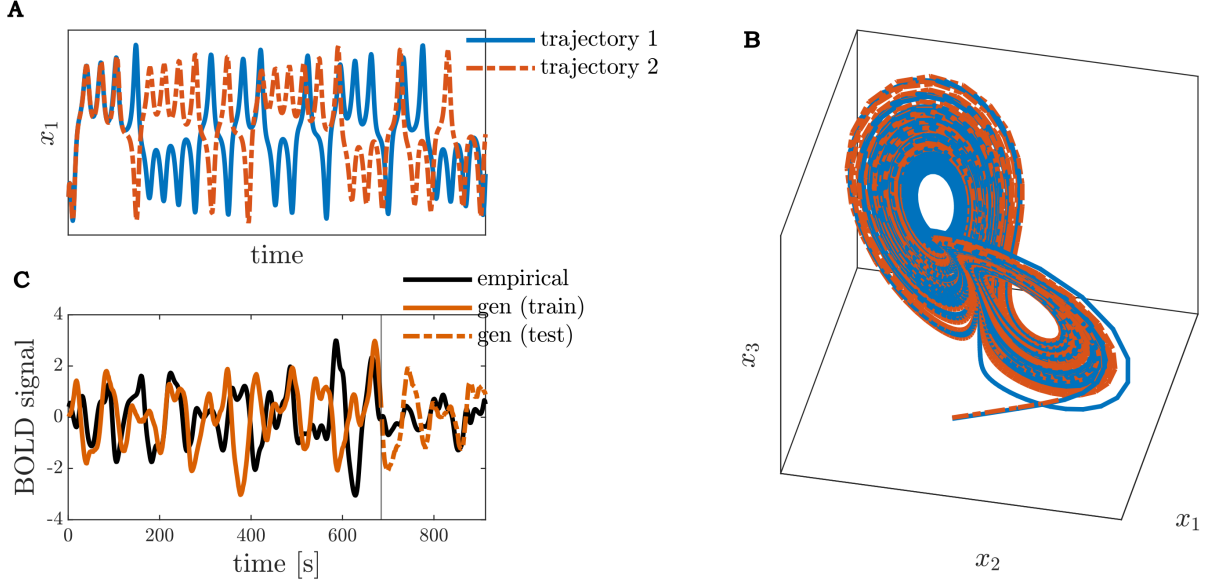 A
trajectory 1
trajectory 2
x₁
time
B
x₃
x₂
x₁
C
empirical
gen (train)
gen (test)
BOLD signal
4
2
0
-2
-4
0
200
400
600
800
time [s]